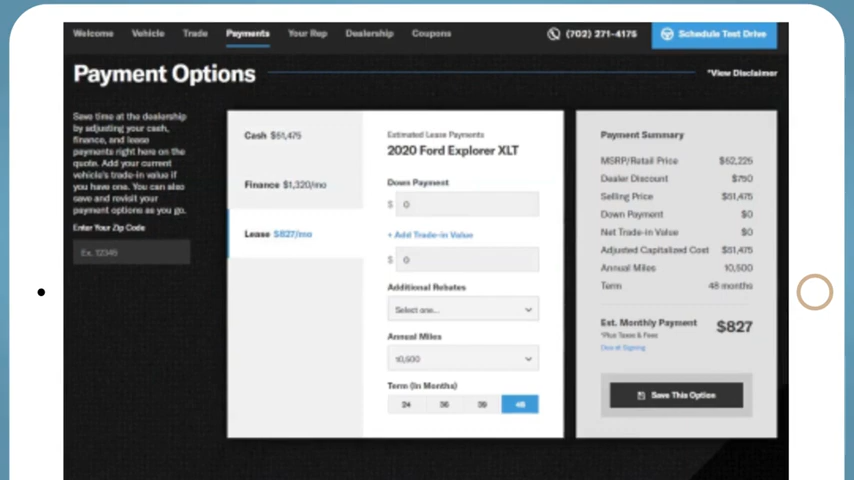 Welcome Vehicle Trade Payments Your Rep Dealership Coupons (702) 271-4175 Schedule Test Drive
Payment Options *View Disclaimer
Save time at the dealership
by adjusting your cash,
finance, and lease
payments right here on the
quote. Add your current
vehicle's trade-in value if
you have one. You can also
save and revisit your
payment options as you go.
Enter Your Zip Code
Ex. 12345
Cash $51,475
Finance $1,320/mo
Lease $827/mo
Estimated Lease Payments
2020 Ford Explorer XLT
Down Payment
$ 0
+ Add Trade-in Value
$ 0
Additional Rebates
Select one...
Annual Miles
10,500
Term (In Months)
24 36 39 48
Payment Summary
MSRP/Retail Price $52,225
Dealer Discount $750
Selling Price $51,475
Down Payment $0
Net Trade-in Value $0
Adjusted Capitalized Cost $51,475
Annual Miles 10,500
Term 48 months
Est. Monthly Payment $827
*Plus Taxes & Fees
Due at Signing
Save This Option